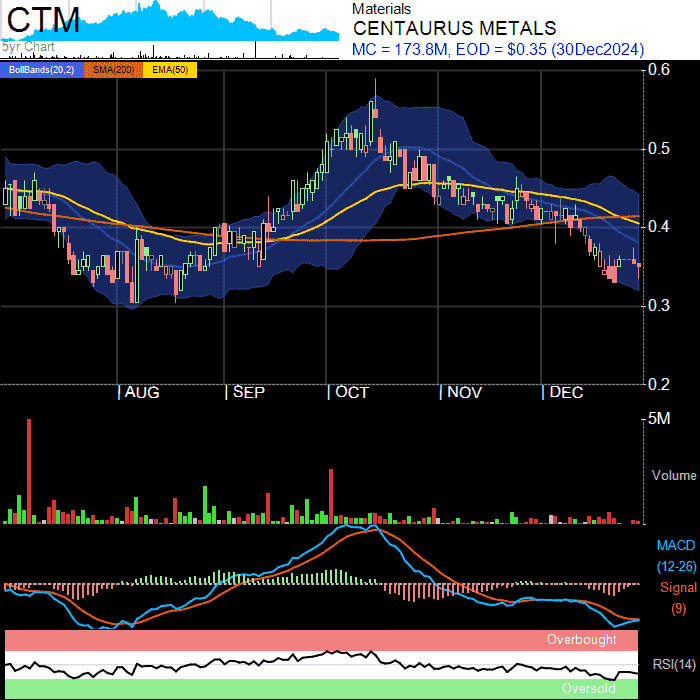 CTM
5yr Chart
Materials
CENTAURUS METALS
MC = 173.8M, EOD = $0.35 (30Dec2024)
BollBands(20,2) SMA(200) EMA(50)
0.6
0.5
0.4
0.3
0.2
AUG SEP OCT NOV DEC
5M
Volume
MACD
(12-26)
Signal
(9)
Overbought
RSI(14)
Oversold